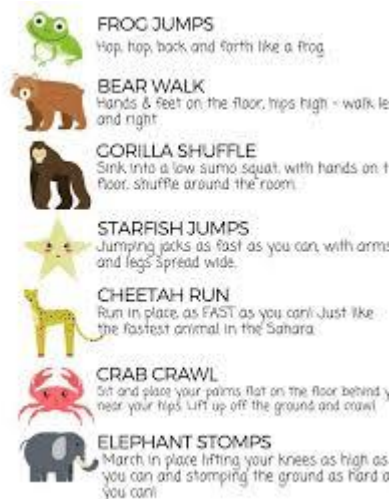 FROG JUMPS
Hop, hop, back and forth like a frog.
BEAR WALK
Hands & feet on the floor, hips high - walk le
and right
GORILLA SHUFFLE
Sink into a low sumo squat, with hands on t
floor, shuffle around the room.
STARFISH JUMPS
Jumping jacks as fast as you can, with arms
and legs spread wide.
CHEETAH RUN
Run in place, as FAST as you can! Just like
the fastest animal in the Sahara.
CRAB CRAWL
Sit and place your palms flat on the floor behind y
near your hips. Lift up off the ground and crawl.
ELEPHANT STOMPS
March in place lifting your knees as high as
you can and stomping the ground as hard a
you can!